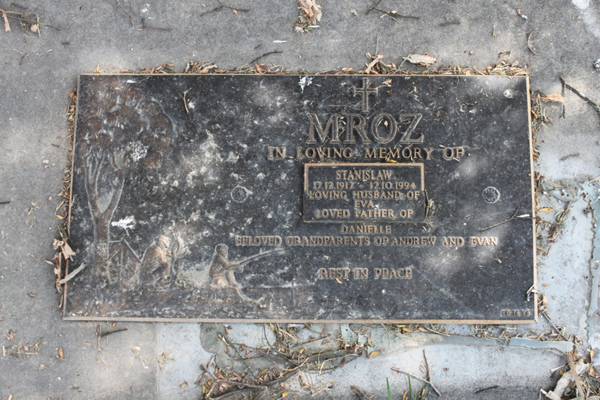 MROZ
IN LOVING MEMORY OF
STANISLAW
17.12.1917 - 12.10.1994
LOVING HUSBAND OF
EVA
LOVED FATHER OF
DANIELLE
BELOVED GRANDPARENTS OF ANDREW AND EVAN
REST IN PEACE